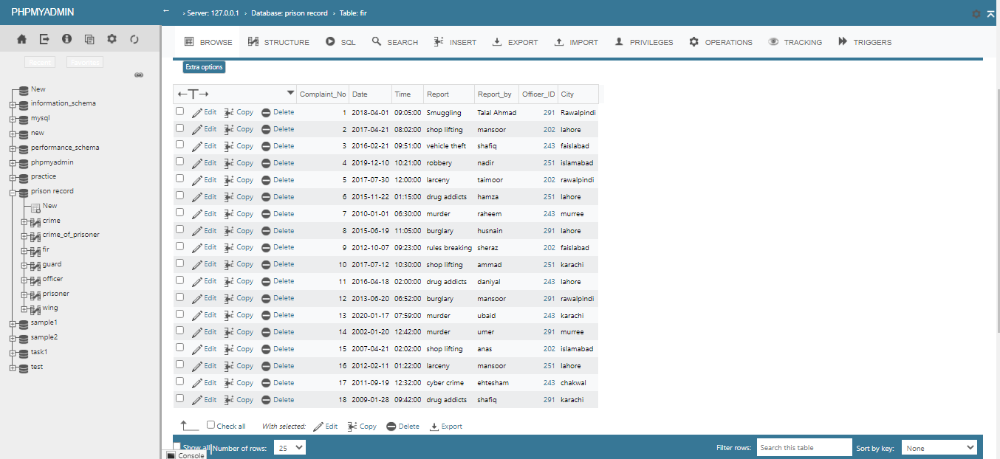 PHPMYADMIN
← › Server: 127.0.0.1 › Database: prison record › Table: fir
BROWSE STRUCTURE SQL SEARCH INSERT EXPORT IMPORT PRIVILEGES OPERATIONS TRACKING TRIGGERS
Recent Favorites
New
information_schema
mysql
new
performance_schema
phpmyadmin
practice
prison record
New
crime
crime_of_prisoner
fir
guard
officer
prisoner
wing
sample1
sample2
task1
test
Extra options
←T→ Complaint_No Date Time Report Report_by Officer_ID City
Edit Copy Delete 1 2018-04-01 09:05:00 Smuggling Talal Ahmad 291 Rawalpindi
Edit Copy Delete 2 2017-04-21 08:02:00 shop lifting mansoor 202 lahore
Edit Copy Delete 3 2016-02-21 09:51:00 vehicle theft shafiq 243 faislabad
Edit Copy Delete 4 2019-12-10 10:21:00 robbery nadir 251 islamabad
Edit Copy Delete 5 2017-07-30 12:00:00 larceny taimoor 202 rawalpindi
Edit Copy Delete 6 2015-11-22 01:15:00 drug addicts hamza 251 lahore
Edit Copy Delete 7 2010-01-01 06:30:00 murder raheem 243 murree
Edit Copy Delete 8 2015-06-19 11:05:00 burglary husnain 291 lahore
Edit Copy Delete 9 2012-10-07 09:23:00 rules breaking sheraz 202 faislabad
Edit Copy Delete 10 2017-07-12 10:30:00 shop lifting ammad 251 karachi
Edit Copy Delete 11 2016-04-18 02:00:00 drug addicts daniyal 243 lahore
Edit Copy Delete 12 2013-06-20 06:52:00 burglary mansoor 291 rawalpindi
Edit Copy Delete 13 2020-01-17 07:59:00 murder ubaid 243 karachi
Edit Copy Delete 14 2002-01-20 12:42:00 murder umer 291 murree
Edit Copy Delete 15 2007-04-21 02:02:00 shop lifting anas 202 islamabad
Edit Copy Delete 16 2012-02-11 01:22:00 larceny mansoor 251 lahore
Edit Copy Delete 17 2011-09-19 12:32:00 cyber crime ehtesham 243 chakwal
Edit Copy Delete 18 2009-01-28 09:42:00 drug addicts shafiq 291 karachi
Check all With selected: Edit Copy Delete Export
Show all Number of rows: 25 Filter rows: Search this table Sort by key: None
Console